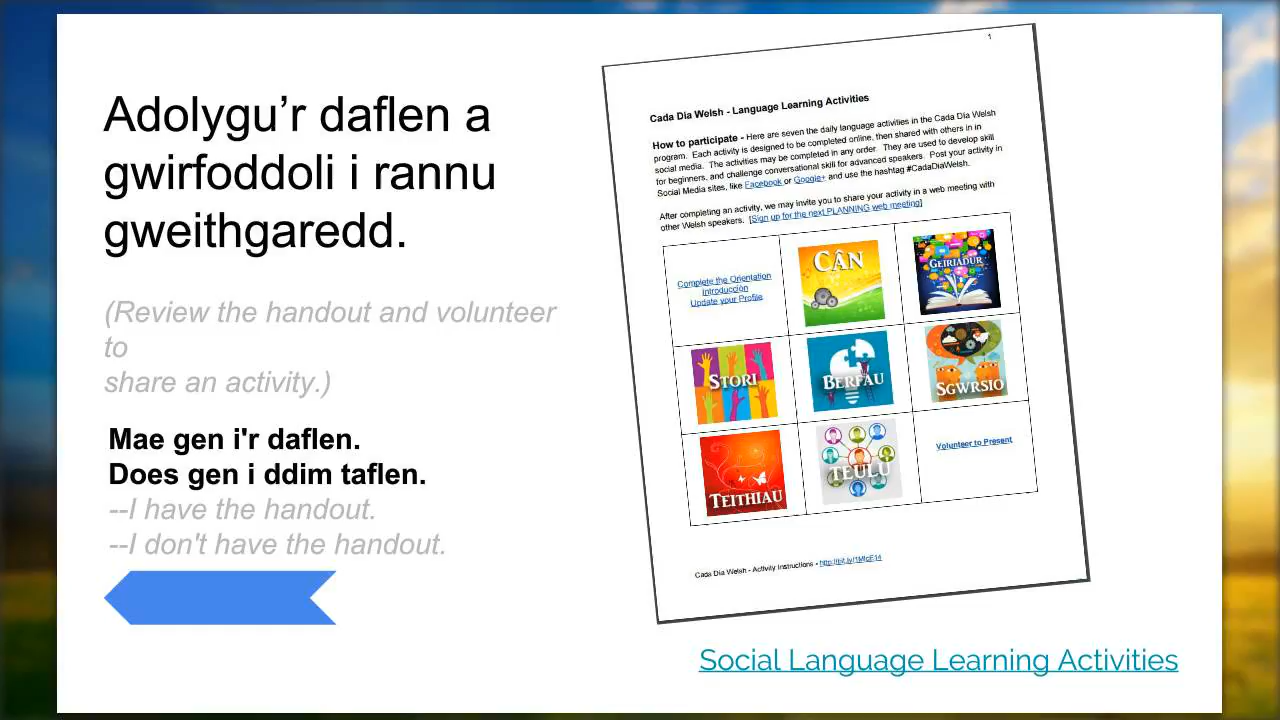 Adolygu’r daflen a
gwirfoddoli i rannu
gweithgaredd.
(Review the handout and volunteer
to
share an activity.)
Mae gen i'r daflen.
Does gen i ddim taflen.
--I have the handout.
--I don't have the handout.
1
Cada Dia Welsh - Language Learning Activities
How to participate - Here are seven the daily language activities in the Cada Dia Welsh
program. Each activity is designed to be completed online, then shared with others in in
social media. The activities may be completed in any order. They are used to develop skill
for beginners, and challenge conversational skill for advanced speakers. Post your activity in
Social Media sites, like Facebook or Google+ and use the hashtag #CadaDiaWelsh.
After completing an activity, we may invite you to share your activity in a web meeting with
other Welsh speakers. [Sign up for the next PLANNING web meeting]
Complete the Orientation
Introducción
Update your Profile
CÂN
GEIRIADUR
STORI
BERFAU
SGWRSIO
TEITHIAU
TEULU
Volunteer to Present
Cada Dia Welsh - Activity Instructions -
Social Language Learning Activities